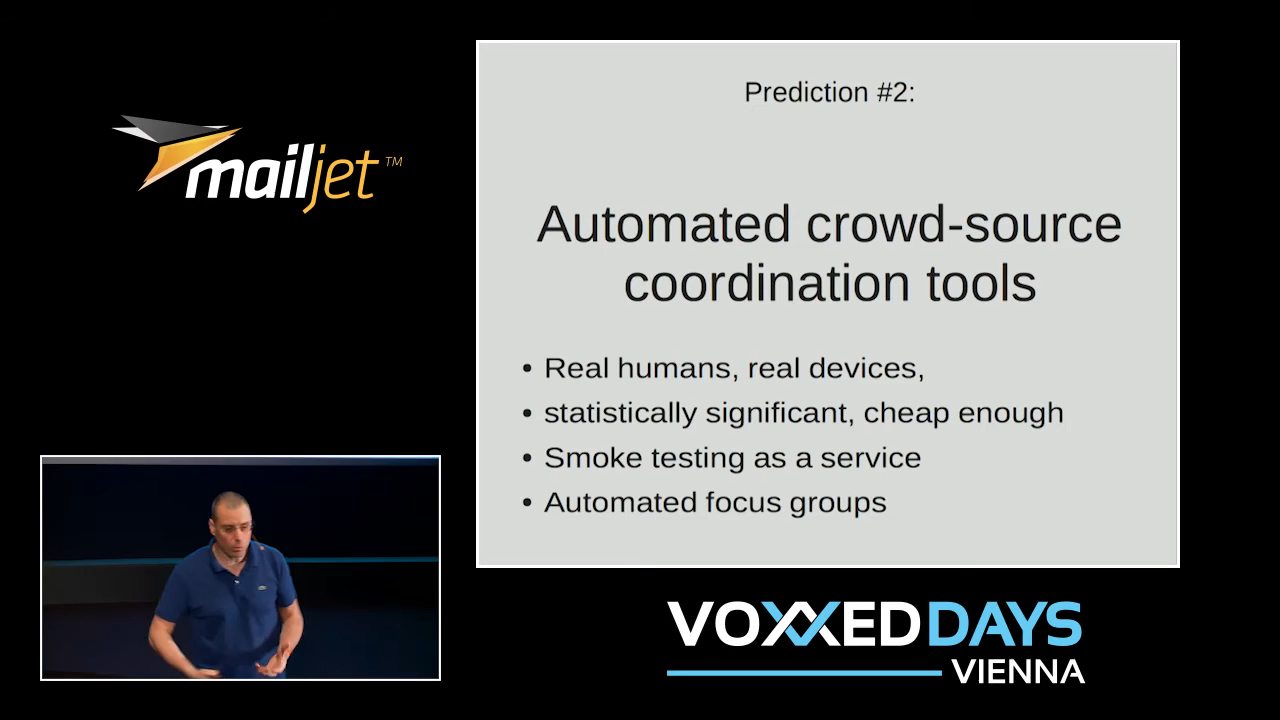 mailjet™
Prediction #2:
Automated crowd-source
coordination tools
• Real humans, real devices,
• statistically significant, cheap enough
• Smoke testing as a service
• Automated focus groups
VOXXED DAYS
VIENNA